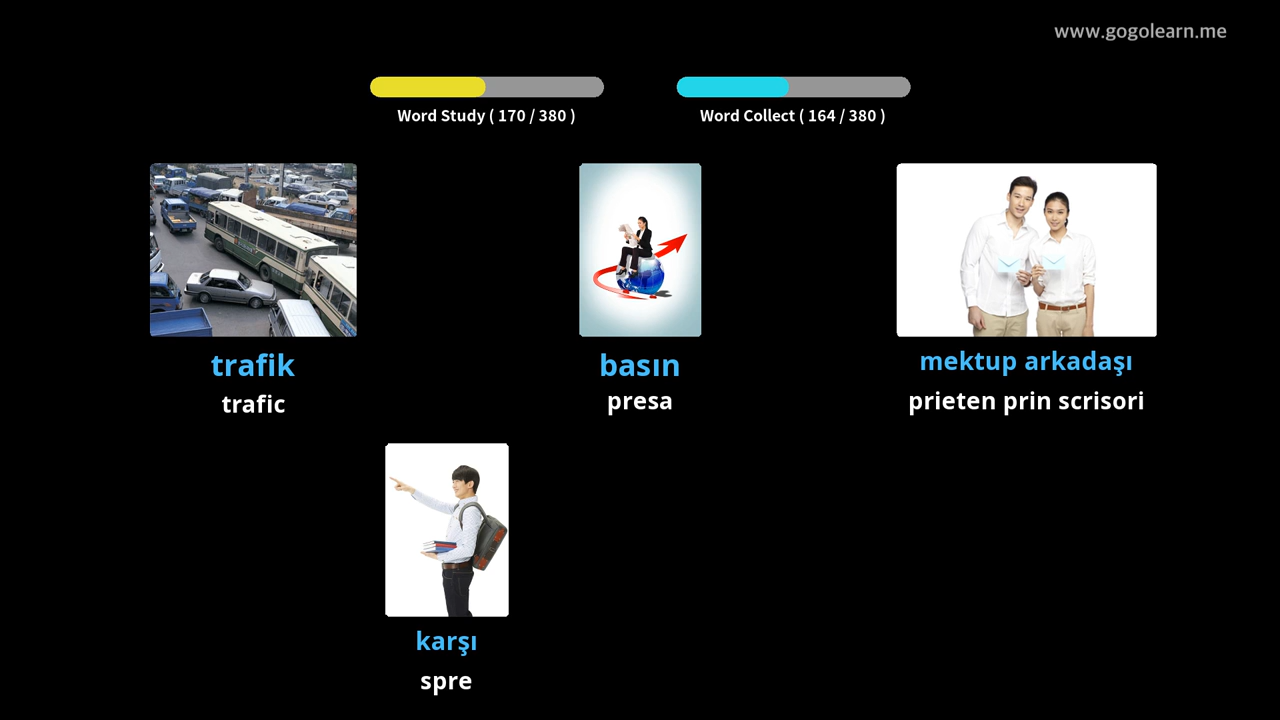 www.gogolearn.me
Word Study ( 170 / 380 )
Word Collect ( 164 / 380 )
trafik
trafic
basın
presa
mektup arkadaşı
prieten prin scrisori
karşı
spre